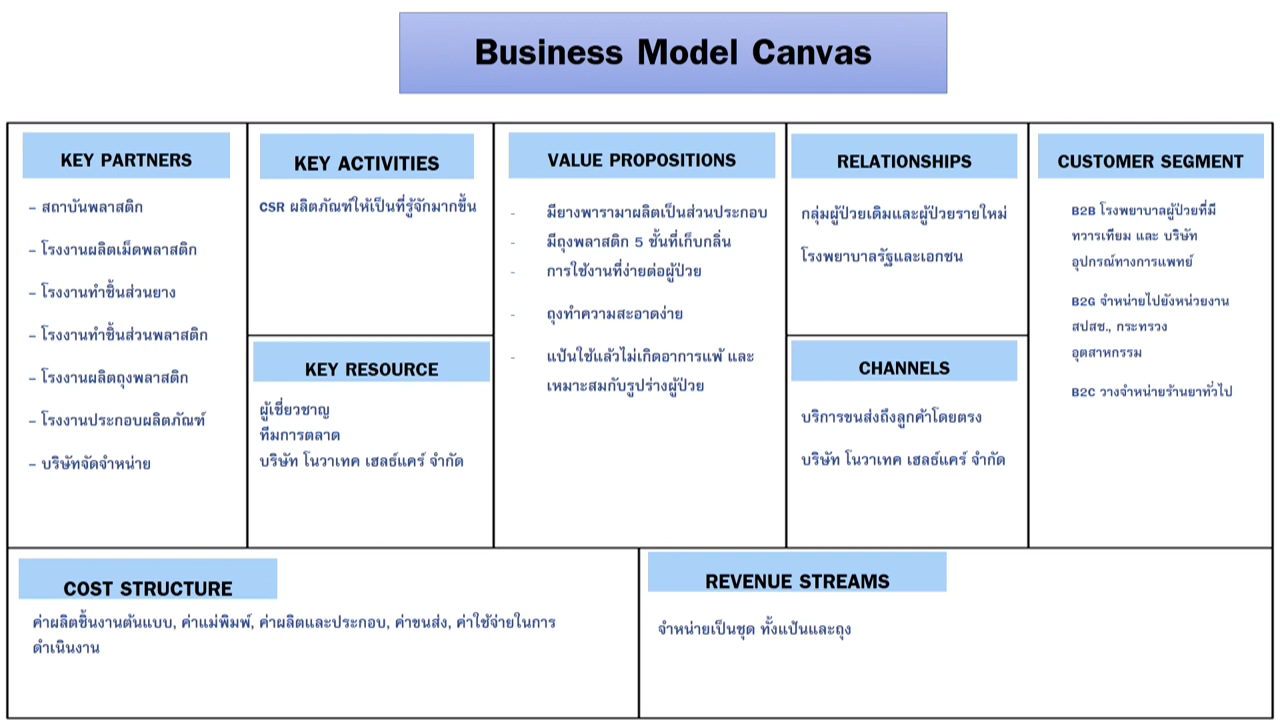 Business Model Canvas
KEY PARTNERS
– สถาบันพลาสติก
– โรงงานผลิตเม็ดพลาสติก
– โรงงานทำชิ้นส่วนยาง
– โรงงานทำชิ้นส่วนพลาสติก
– โรงงานผลิตถุงพลาสติก
– โรงงานประกอบผลิตภัณฑ์
– บริษัทจัดจำหน่าย
KEY ACTIVITIES
CSR ผลิตภัณฑ์ให้เป็นที่รู้จักมากขึ้น
KEY RESOURCE
ผู้เชี่ยวชาญ
ทีมการตลาด
บริษัท โนวาเทค เฮลธ์แคร์ จำกัด
VALUE PROPOSITIONS
- มียางพารามาผลิตเป็นส่วนประกอบ
- มีถุงพลาสติก 5 ชั้นที่เก็บกลิ่น
- การใช้งานที่ง่ายต่อผู้ป่วย
- ถุงทำความสะอาดง่าย
- แป้นใช้แล้วไม่เกิดอาการแพ้ และ
เหมาะสมกับรูปร่างผู้ป่วย
RELATIONSHIPS
กลุ่มผู้ป่วยเดิมและผู้ป่วยรายใหม่
โรงพยาบาลรัฐและเอกชน
CHANNELS
บริการขนส่งถึงลูกค้าโดยตรง
บริษัท โนวาเทค เฮลธ์แคร์ จำกัด
CUSTOMER SEGMENT
B2B โรงพยาบาลผู้ป่วยที่มี
ทวารเทียม และ บริษัท
อุปกรณ์ทางการแพทย์
B2G จำหน่ายไปยังหน่วยงาน
สปสช., กระทรวง
อุตสาหกรรม
B2C วางจำหน่ายร้านยาทั่วไป
COST STRUCTURE
ค่าผลิตชิ้นงานต้นแบบ, ค่าแม่พิมพ์, ค่าผลิตและประกอบ, ค่าขนส่ง, ค่าใช้จ่ายในการ
ดำเนินงาน
REVENUE STREAMS
จำหน่ายเป็นชุด ทั้งแป้นและถุง